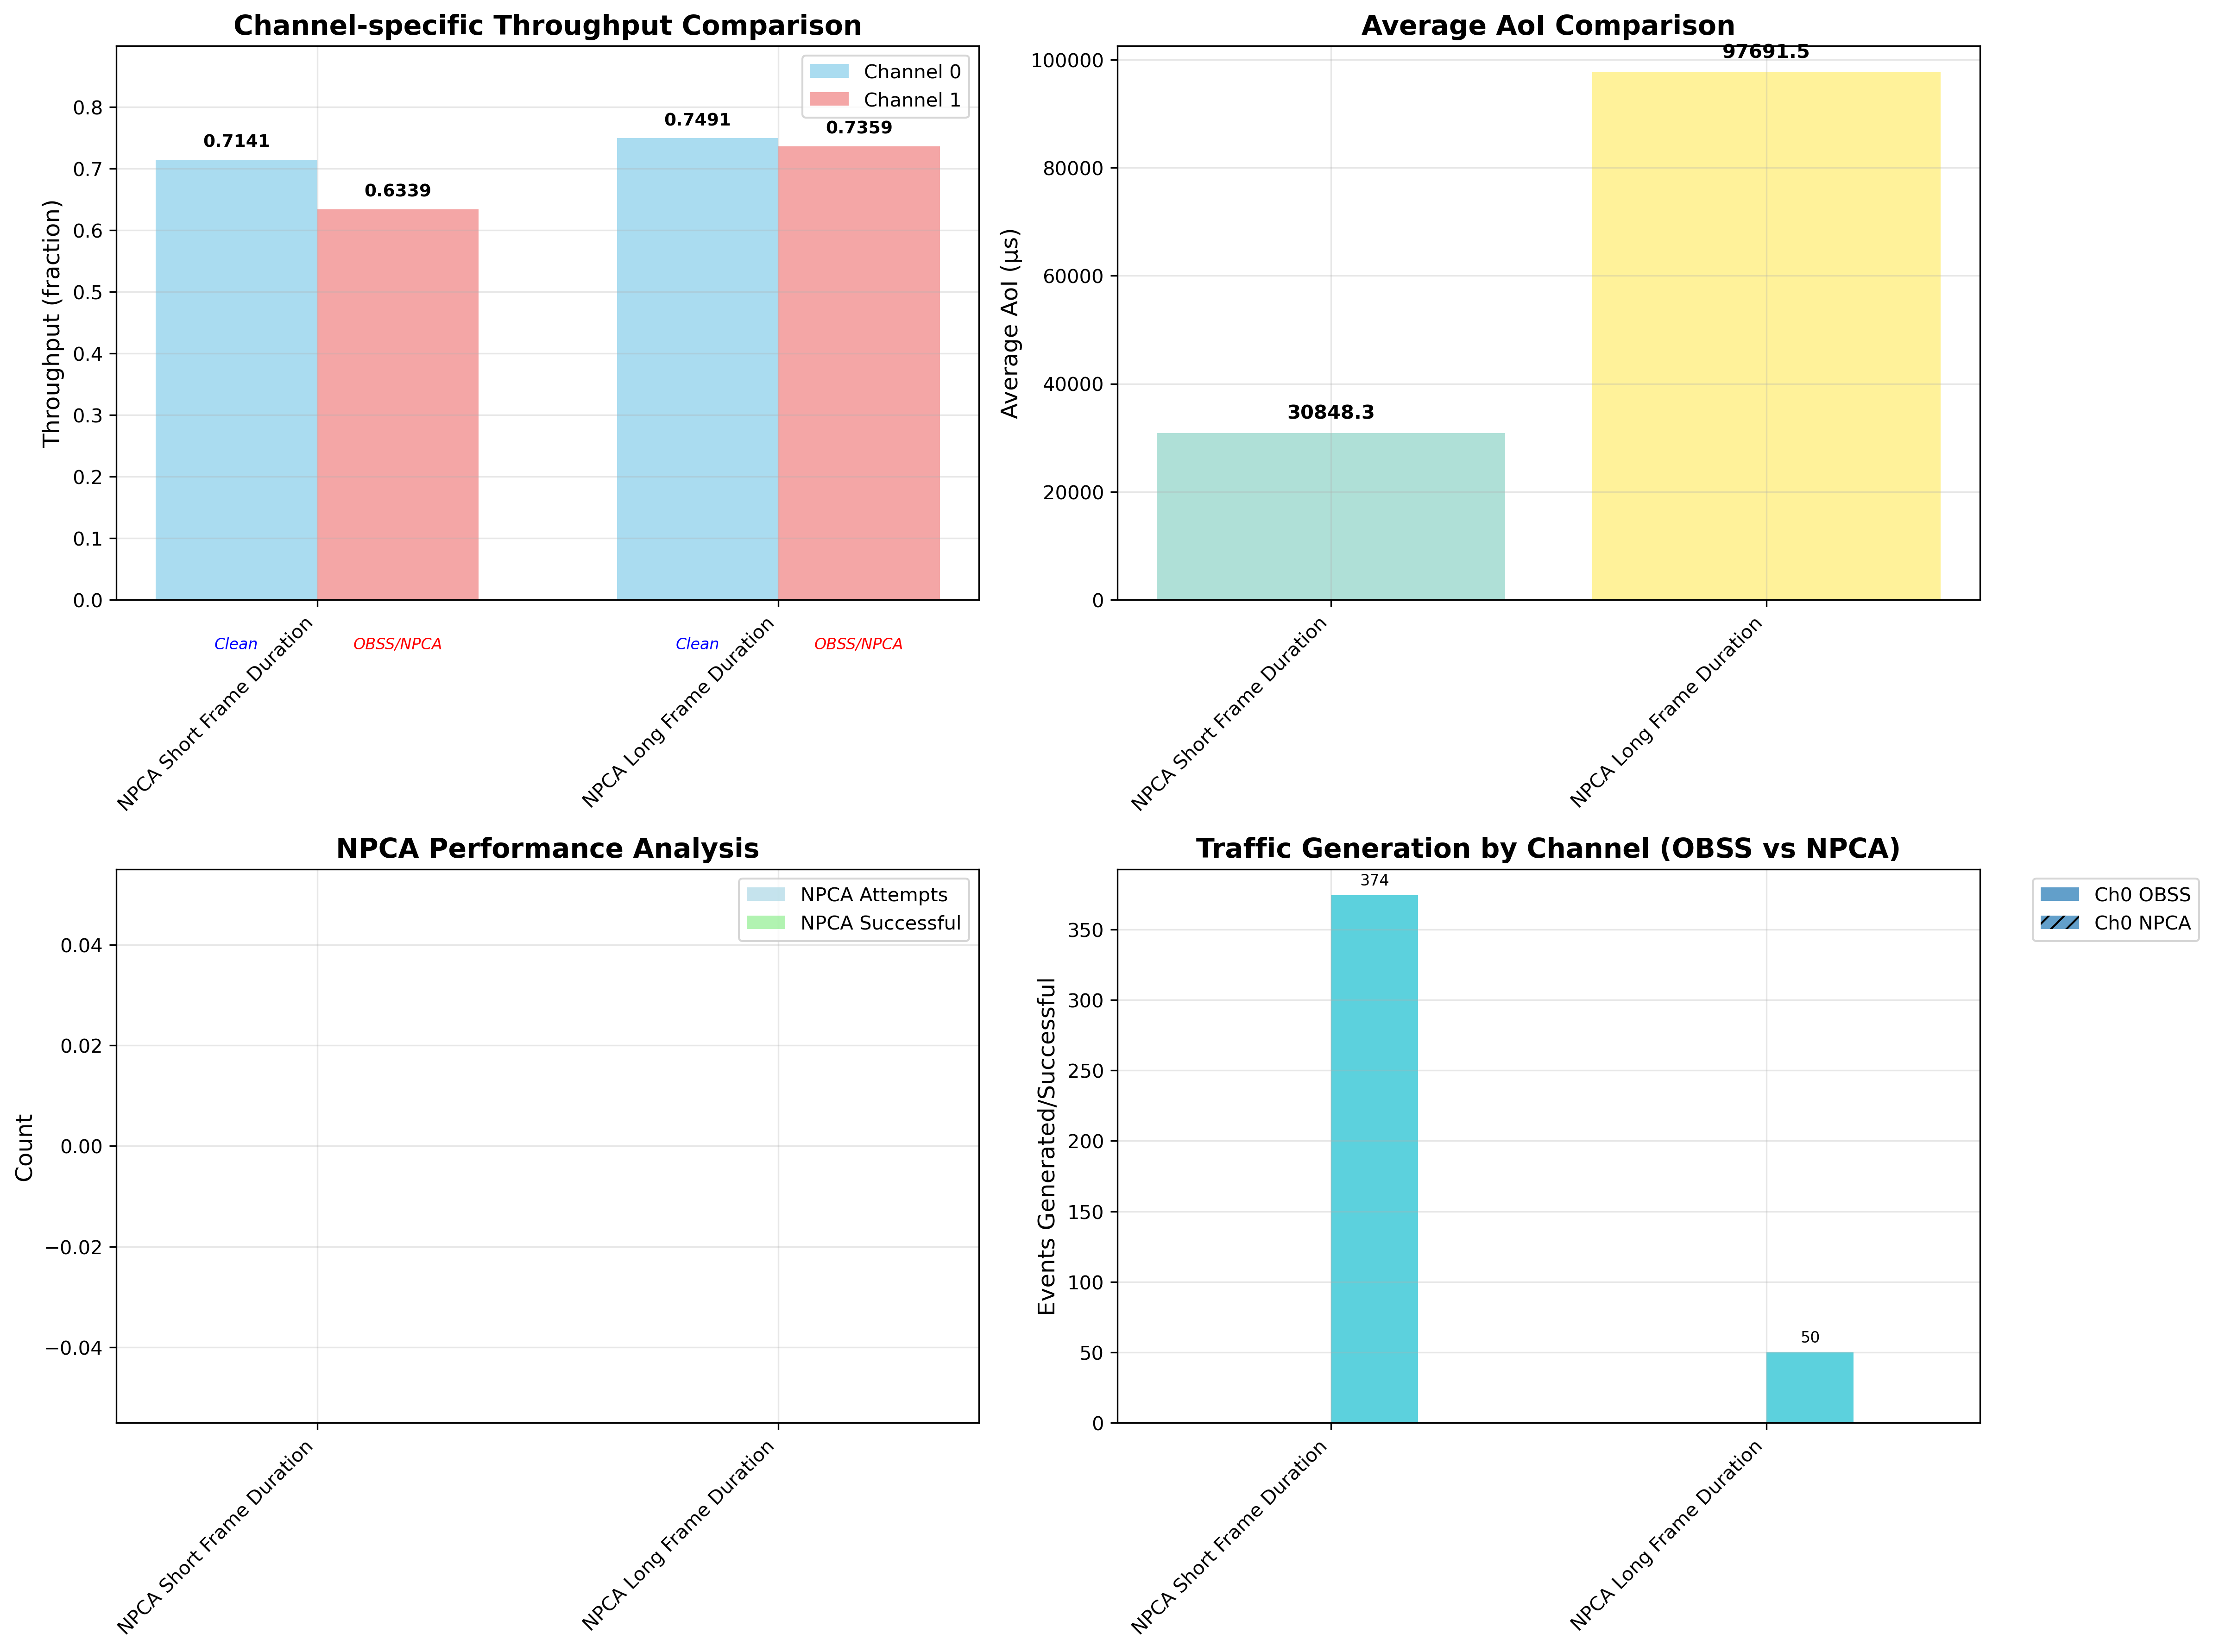 Channel-specific Throughput Comparison
Throughput (fraction)
0.8
0.7
0.6
0.5
0.4
0.3
0.2
0.1
0.0
Channel 0
Channel 1
0.7141
0.6339
0.7491
0.7359
Clean
OBSS/NPCA
Clean
OBSS/NPCA
NPCA Short Frame Duration
NPCA Long Frame Duration
Average AoI Comparison
Average AoI (µs)
100000
80000
60000
40000
20000
0
30848.3
97691.5
NPCA Short Frame Duration
NPCA Long Frame Duration
NPCA Performance Analysis
Count
0.04
0.02
0.00
−0.02
−0.04
NPCA Attempts
NPCA Successful
NPCA Short Frame Duration
NPCA Long Frame Duration
Traffic Generation by Channel (OBSS vs NPCA)
Events Generated/Successful
350
300
250
200
150
100
50
0
374
50
Ch0 OBSS
Ch0 NPCA
NPCA Short Frame Duration
NPCA Long Frame Duration